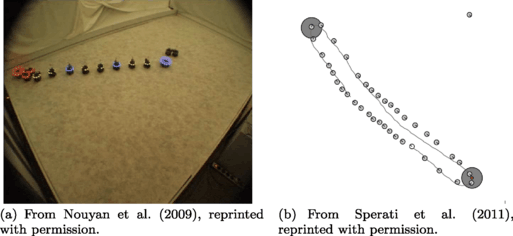 (a) From Nouyan et al. (2009), reprinted
with permission.
(b) From Sperati et al. (2011),
reprinted with permission.